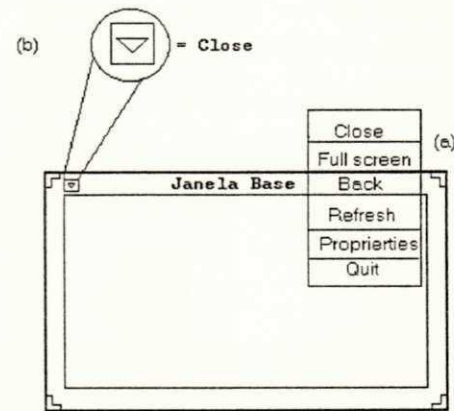 (b)
= Close
Close
(a)
Full screen
Janela Base
Back
Refresh
Proprierties
Quit